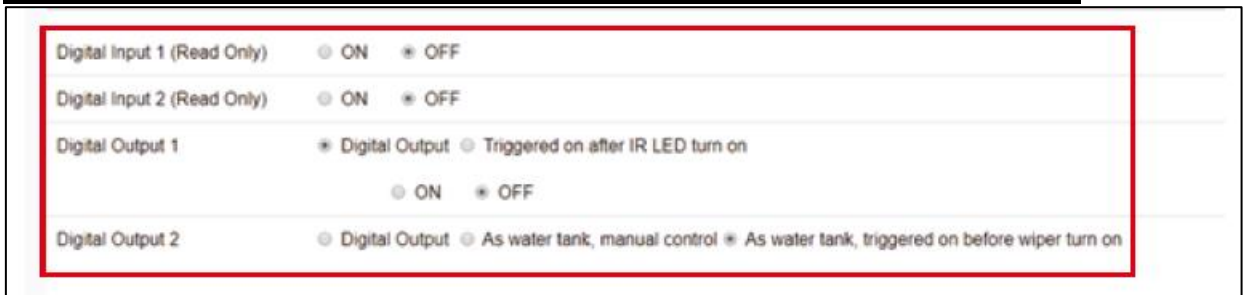 Digital Input 1 (Read Only) ON OFF
Digital Input 2 (Read Only) ON OFF
Digital Output 1 Digital Output Triggered on after IR LED turn on
ON OFF
Digital Output 2 Digital Output As water tank, manual control As water tank, triggered on before wiper turn on